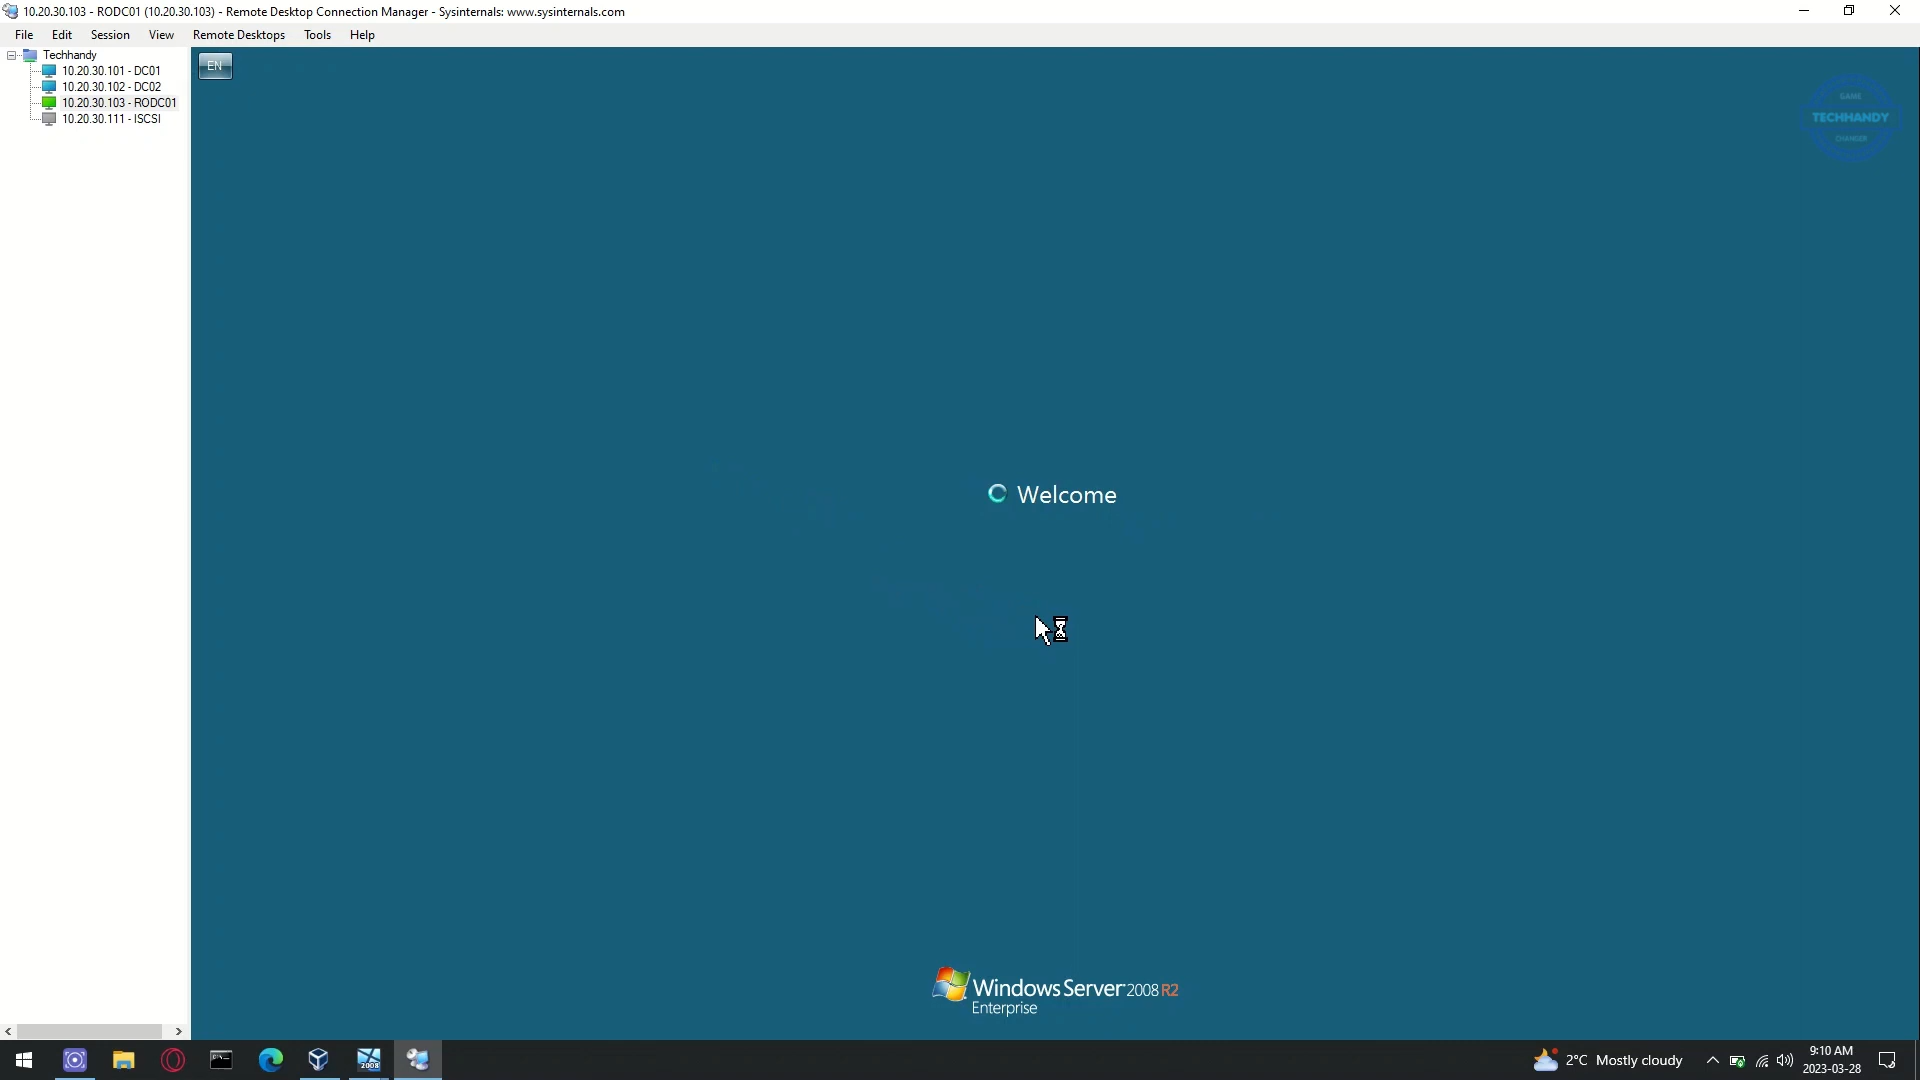 10.20.30.103 - RODC01 (10.20.30.103) - Remote Desktop Connection Manager - Sysinternals: www.sysinternals.com
File Edit Session View Remote Desktops Tools Help
Techhandy
10.20.30.101 - DC01
10.20.30.102 - DC02
10.20.30.103 - RODC01
10.20.30.111 - ISCSI
EN
GAME
TECHHANDY
CHANGER
Welcome
Windows Server 2008 R2
Enterprise
2008
2°C Mostly cloudy
9:10 AM
2023-03-28